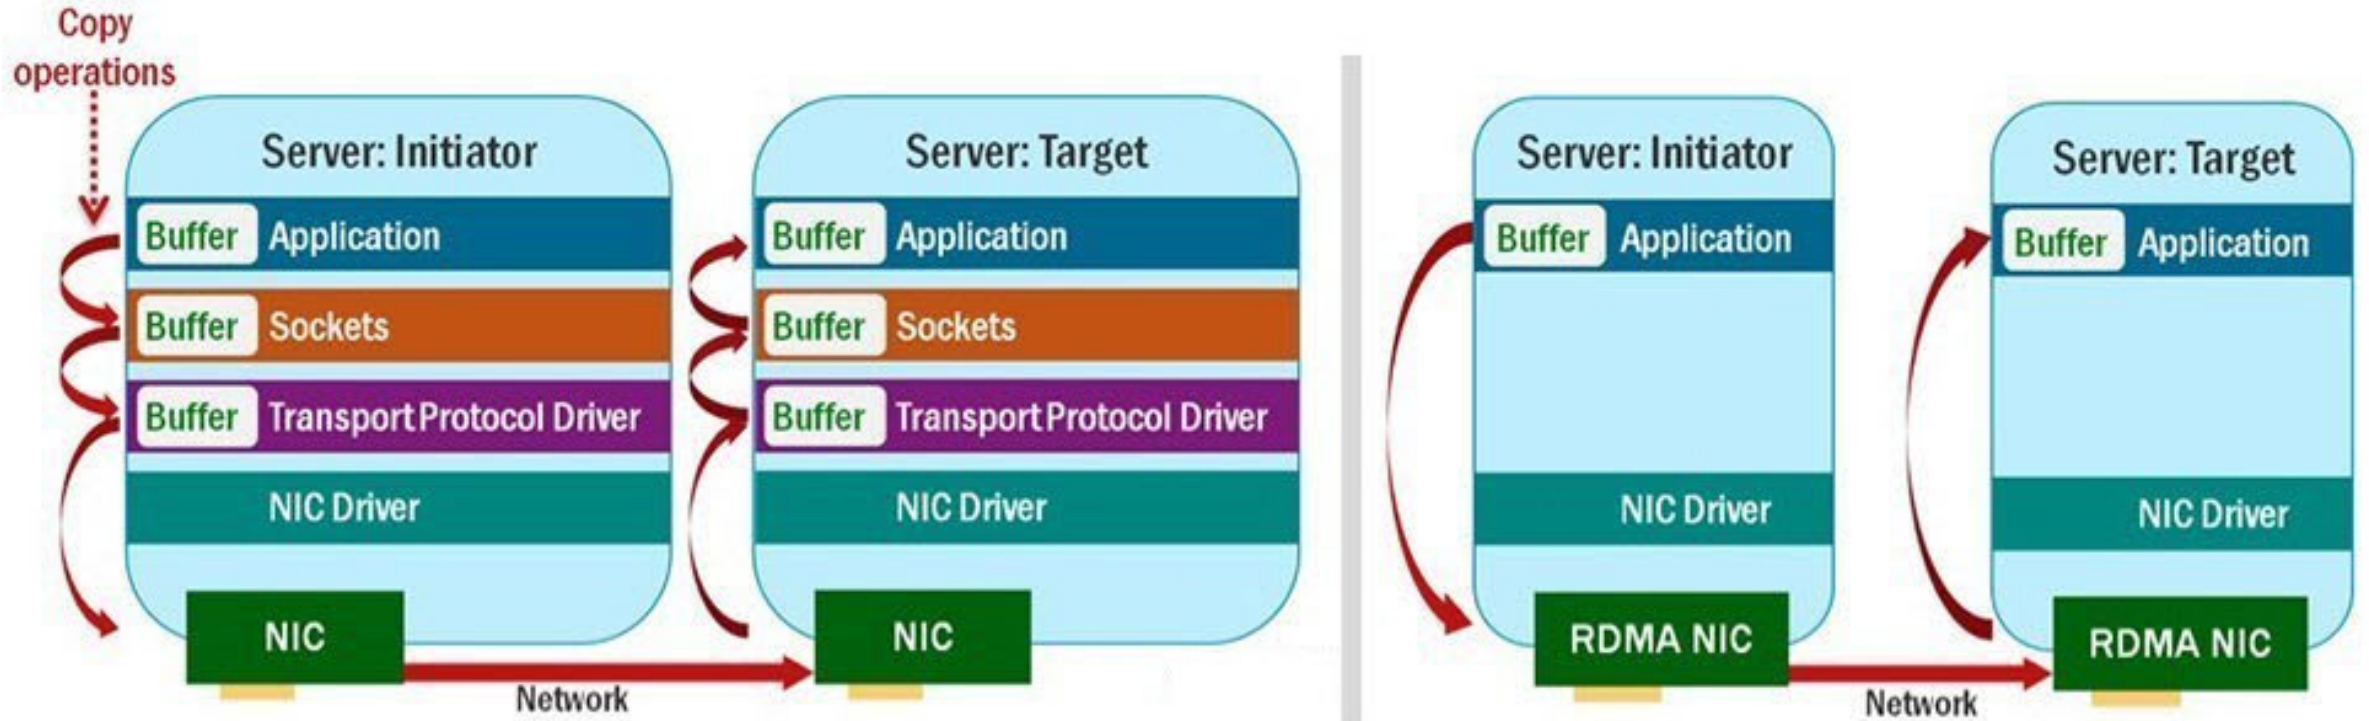 Copy
operations
Server: Initiator
Buffer Application
Buffer Sockets
Buffer Transport Protocol Driver
NIC Driver
NIC
Network
Server: Target
Buffer Application
Buffer Sockets
Buffer Transport Protocol Driver
NIC Driver
NIC
Server: Initiator
Buffer Application
NIC Driver
RDMA NIC
Network
Server: Target
Buffer Application
NIC Driver
RDMA NIC